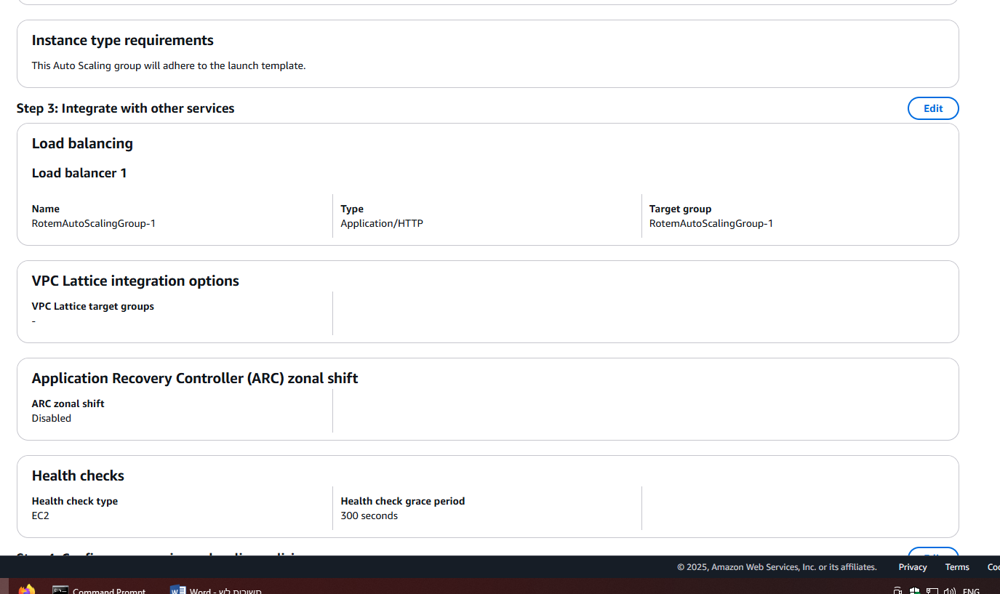 Instance type requirements
This Auto Scaling group will adhere to the launch template.
Step 3: Integrate with other services
Edit
Load balancing
Load balancer 1
Name
RotemAutoScalingGroup-1
Type
Application/HTTP
Target group
RotemAutoScalingGroup-1
VPC Lattice integration options
VPC Lattice target groups
-
Application Recovery Controller (ARC) zonal shift
ARC zonal shift
Disabled
Health checks
Health check type
EC2
Health check grace period
300 seconds
© 2025, Amazon Web Services, Inc. or its affiliates.
Privacy
Terms
Command Prompt
Word -
ENG